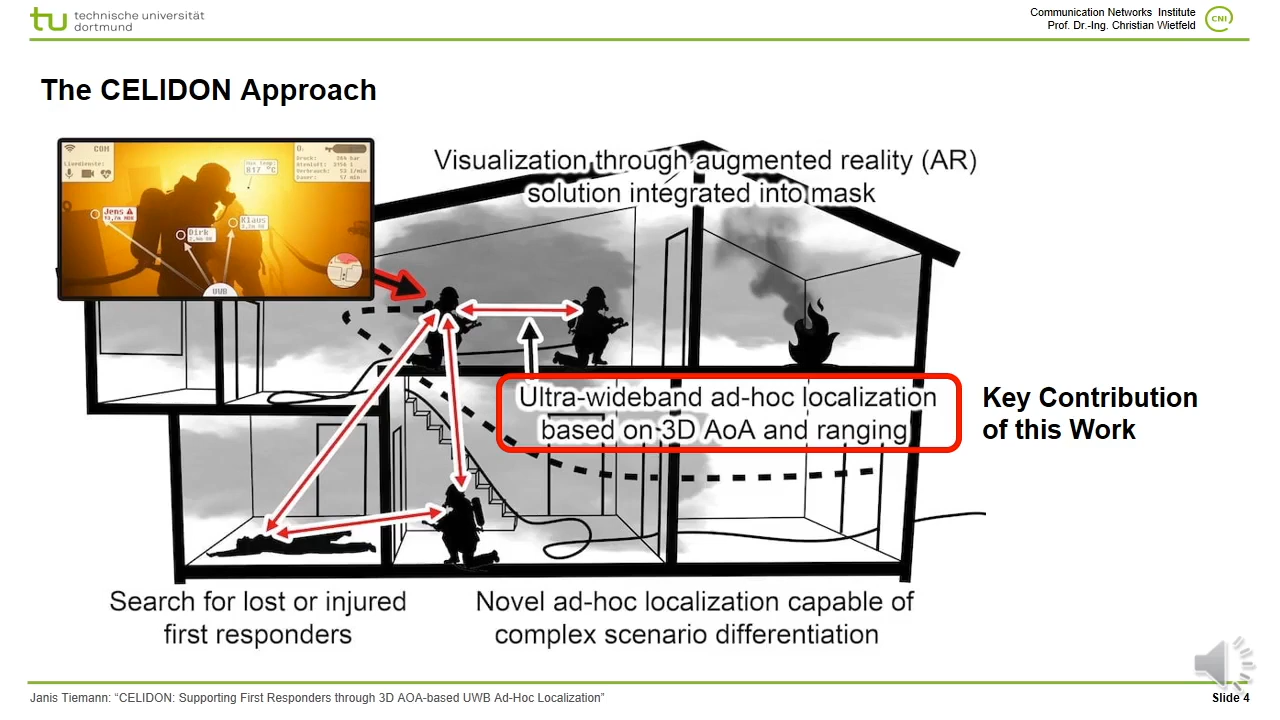 technische universität
dortmund
Communication Networks Institute
Prof. Dr.-Ing. Christian Wietfeld
CNI
The CELIDON Approach
COM
O₂
817 °C
Jens
Dirk
Klaus
UWB
Visualization through augmented reality (AR)
solution integrated into mask
Ultra-wideband ad-hoc localization
based on 3D AoA and ranging
Key Contribution
of this Work
Search for lost or injured
first responders
Novel ad-hoc localization capable of
complex scenario differentiation
Janis Tiemann: “CELIDON: Supporting First Responders through 3D AOA-based UWB Ad-Hoc Localization”
Slide 4